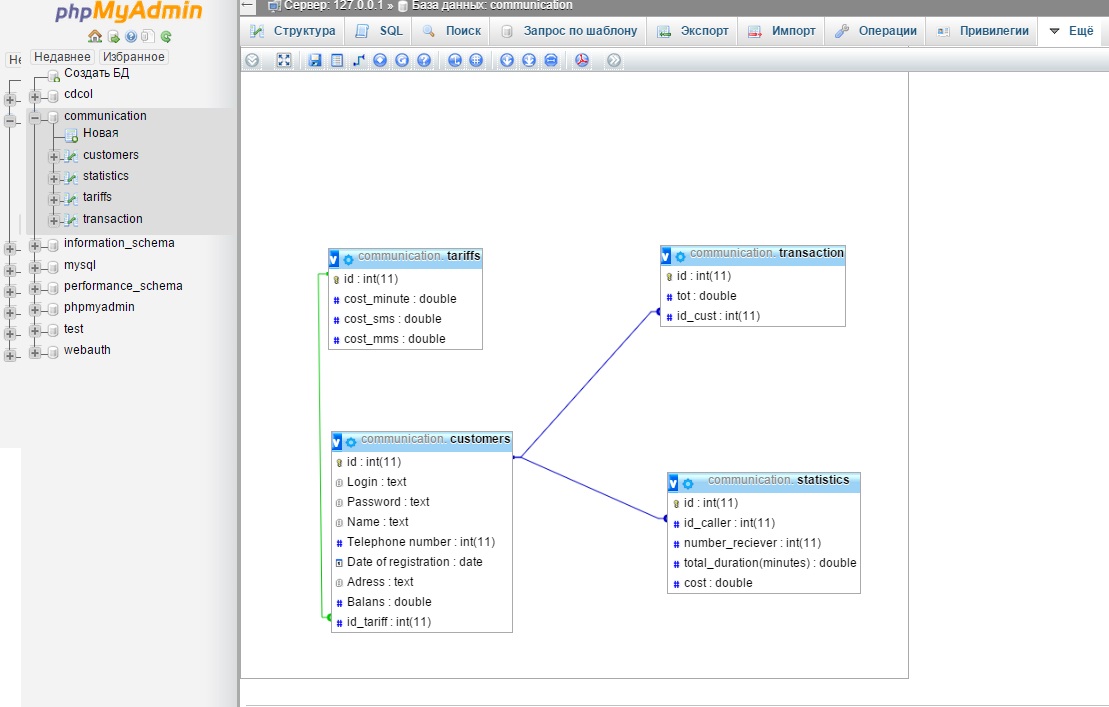 phpMyAdmin
Не
Недавнее
Избранное
Создать БД
cdcol
communication
Новая
customers
statistics
tariffs
transaction
information_schema
mysql
performance_schema
phpmyadmin
test
webauth
Сервер: 127.0.0.1 » База данных: communication
Структура
SQL
Поиск
Запрос по шаблону
Экспорт
Импорт
Операции
Привилегии
Ещё
communication. tariffs
id : int(11)
cost_minute : double
cost_sms : double
cost_mms : double
communication. transaction
id : int(11)
tot : double
id_cust : int(11)
communication. customers
id : int(11)
Login : text
Password : text
Name : text
Telephone number : int(11)
Date of registration : date
Adress : text
Balans : double
id_tariff : int(11)
communication. statistics
id : int(11)
id_caller : int(11)
number_reciever : int(11)
total_duration(minutes) : double
cost : double